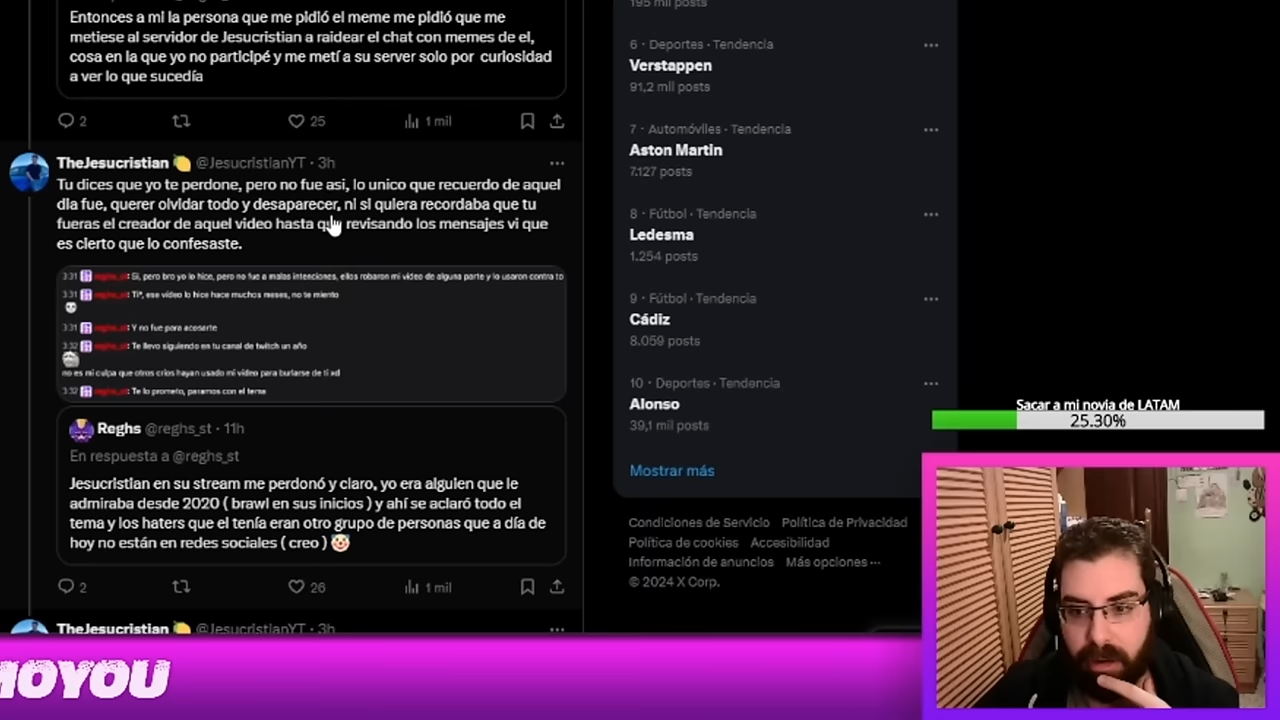 Entonces a mi la persona que me pidió el meme me pidió que me
metiese al servidor de Jesucristian a raidear el chat con memes de el,
cosa en la que yo no participé y me metí a su server solo por curiosidad
a ver lo que sucedía
2
25
1 mil
TheJesucristian 🍋 @JesucristianYT · 3h
Tu dices que yo te perdone, pero no fue asi, lo unico que recuerdo de aquel
dia fue, querer olvidar todo y desaparecer, ni si quiera recordaba que tu
fueras el creador de aquel video hasta que revisando los mensajes vi que
es cierto que lo confesaste.
3:31 reghs_st: Si, pero bro yo lo hice, pero no fue a malas intenciones, ellos robaron mi video de alguna parte y lo usaron contra to
3:31 reghs_st: Ti*, ese video lo hice hace muchos meses, no te miento
💀
3:31 reghs_st: Y no fue para acosarte
3:32 reghs_st: Te llevo siguiendo en tu canal de twitch un año
no es mi culpa que otros crios hayan usado mi video para burlarse de ti xd
3:32 reghs_st: Te lo prometo, pasamos con el tema
Reghs @reghs_st · 11h
En respuesta a @reghs_st
Jesucristian en su stream me perdonó y claro, yo era alguien que le
admiraba desde 2020 ( brawl en sus inicios ) y ahí se aclaró todo el
tema y los haters que el tenía eran otro grupo de personas que a día de
hoy no están en redes sociales ( creo ) 🤡
2
26
1 mil
TheJesucristian 🍋 @JesucristianYT · 3h
195 mil posts
6 · Deportes · Tendencia
Verstappen
91,2 mil posts
7 · Automóviles · Tendencia
Aston Martin
7.127 posts
8 · Fútbol · Tendencia
Ledesma
1.254 posts
9 · Fútbol · Tendencia
Cádiz
8.059 posts
10 · Deportes · Tendencia
Alonso
39,1 mil posts
Mostrar más
Condiciones de Servicio Política de Privacidad
Política de cookies Accesibilidad
Información de anuncios Más opciones ···
© 2024 X Corp.
Sacar a mi novia de LATAM
25.30%
MOYOU